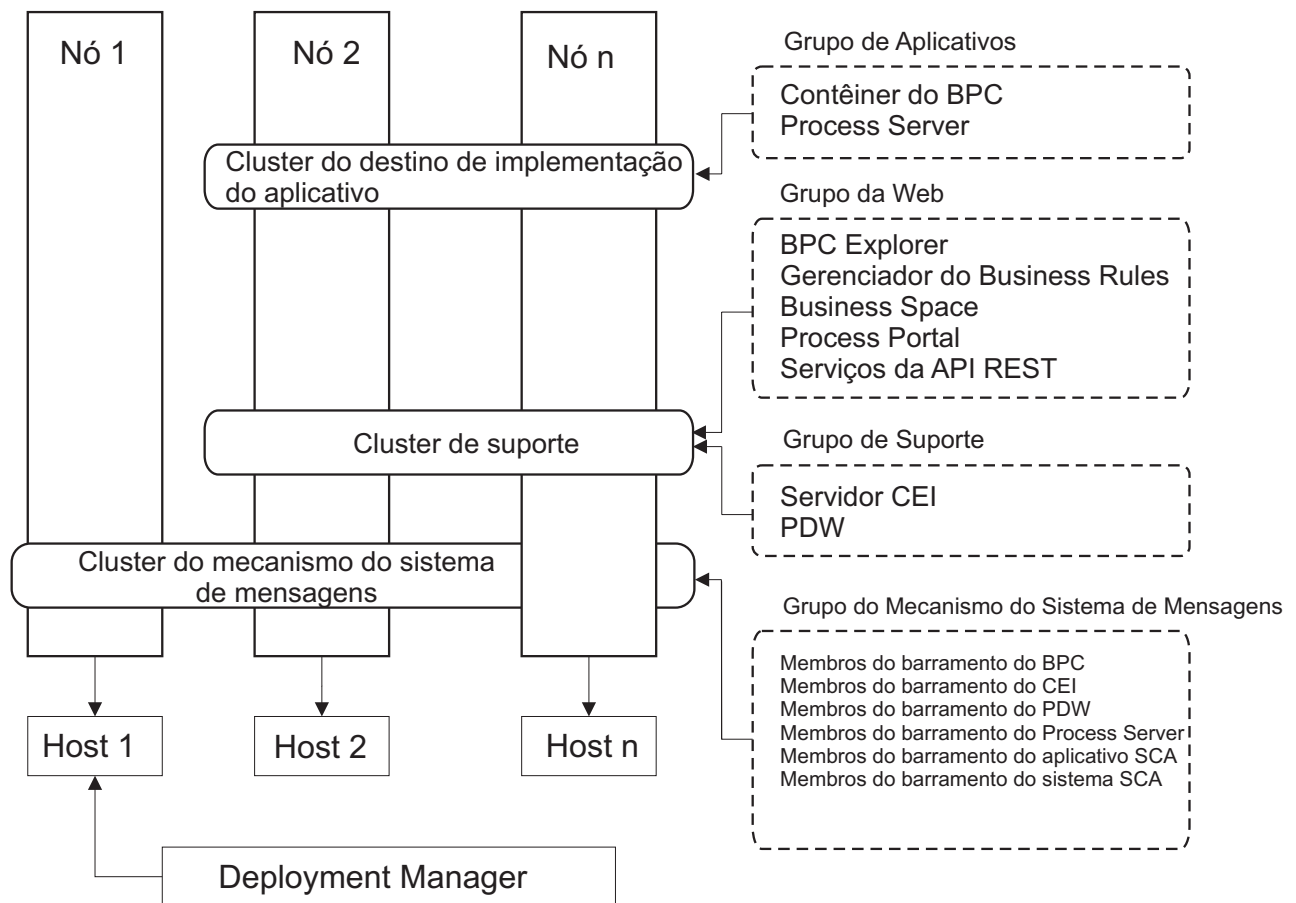 Nó 1
Nó 2
Nó n
Cluster do destino de implementação
do aplicativo
Cluster de suporte
Cluster do mecanismo do sistema
de mensagens
Host 1
Host 2
Host n
Deployment Manager
Grupo de Aplicativos
Contêiner do BPC
Process Server
Grupo da Web
BPC Explorer
Gerenciador do Business Rules
Business Space
Process Portal
Serviços da API REST
Grupo de Suporte
Servidor CEI
PDW
Grupo do Mecanismo do Sistema de Mensagens
Membros do barramento do BPC
Membros do barramento do CEI
Membros do barramento do PDW
Membros do barramento do Process Server
Membros do barramento do aplicativo SCA
Membros do barramento do sistema SCA